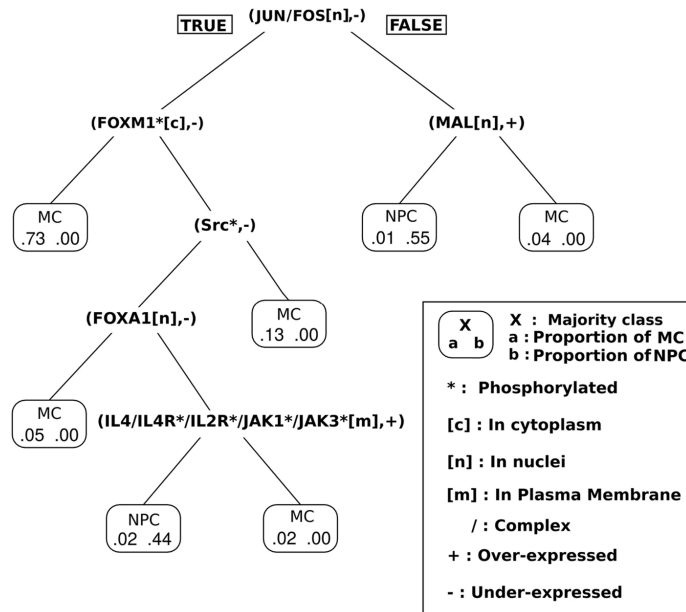 (JUN/FOS[n],-)
TRUE
FALSE
(FOXM1*[c],-)
(MAL[n],+)
MC
.73 .00
(Src*,-)
NPC
.01 .55
MC
.04 .00
(FOXA1[n],-)
MC
.13 .00
MC
.05 .00
(IL4/IL4R*/IL2R*/JAK1*/JAK3*[m],+)
NPC
.02 .44
MC
.02 .00
X
a b
X : Majority class
a : Proportion of MC
b : Proportion of NPC
* : Phosphorylated
[c] : In cytoplasm
[n] : In nuclei
[m] : In Plasma Membrane
/ : Complex
+ : Over-expressed
- : Under-expressed